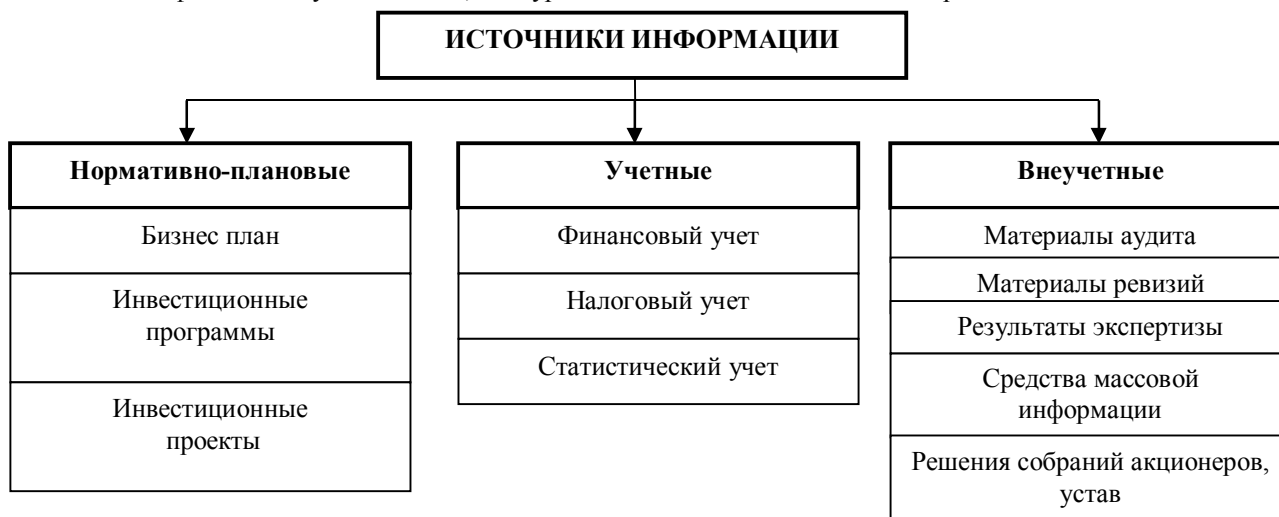 ИСТОЧНИКИ ИНФОРМАЦИИ
Нормативно-плановые
Бизнес план
Инвестиционные
программы
Инвестиционные
проекты
Учетные
Финансовый учет
Налоговый учет
Статистический учет
Внеучетные
Материалы аудита
Материалы ревизий
Результаты экспертизы
Средства массовой
информации
Решения собраний акционеров,
устав